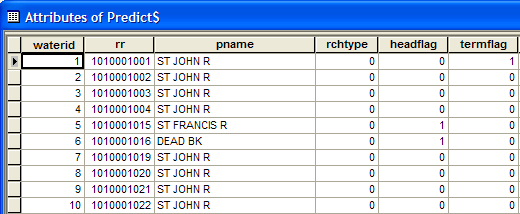 Attributes of Predict$
waterid rr pname rchtype headflag termflag
1 1010001001 ST JOHN R 0 0 1
2 1010001002 ST JOHN R 0 0 0
3 1010001003 ST JOHN R 0 0 0
4 1010001004 ST JOHN R 0 0 0
5 1010001015 ST FRANCIS R 0 1 0
6 1010001016 DEAD BK 0 1 0
7 1010001019 ST JOHN R 0 0 0
8 1010001020 ST JOHN R 0 0 0
9 1010001021 ST JOHN R 0 0 0
10 1010001022 ST JOHN R 0 0 0